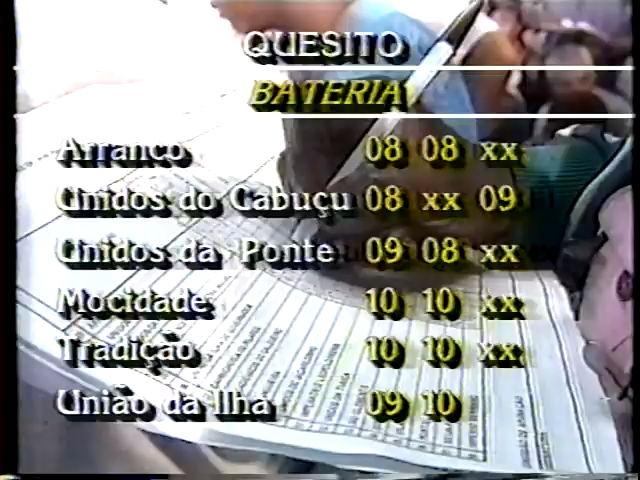 QUESITO
BATERIA
Arranco 08 08 xx
Unidos do Cabuçu 08 xx 09
Unidos da Ponte 09 08 xx
Mocidade 10 10 xx
Tradição 10 10 xx
União da Ilha 09 10